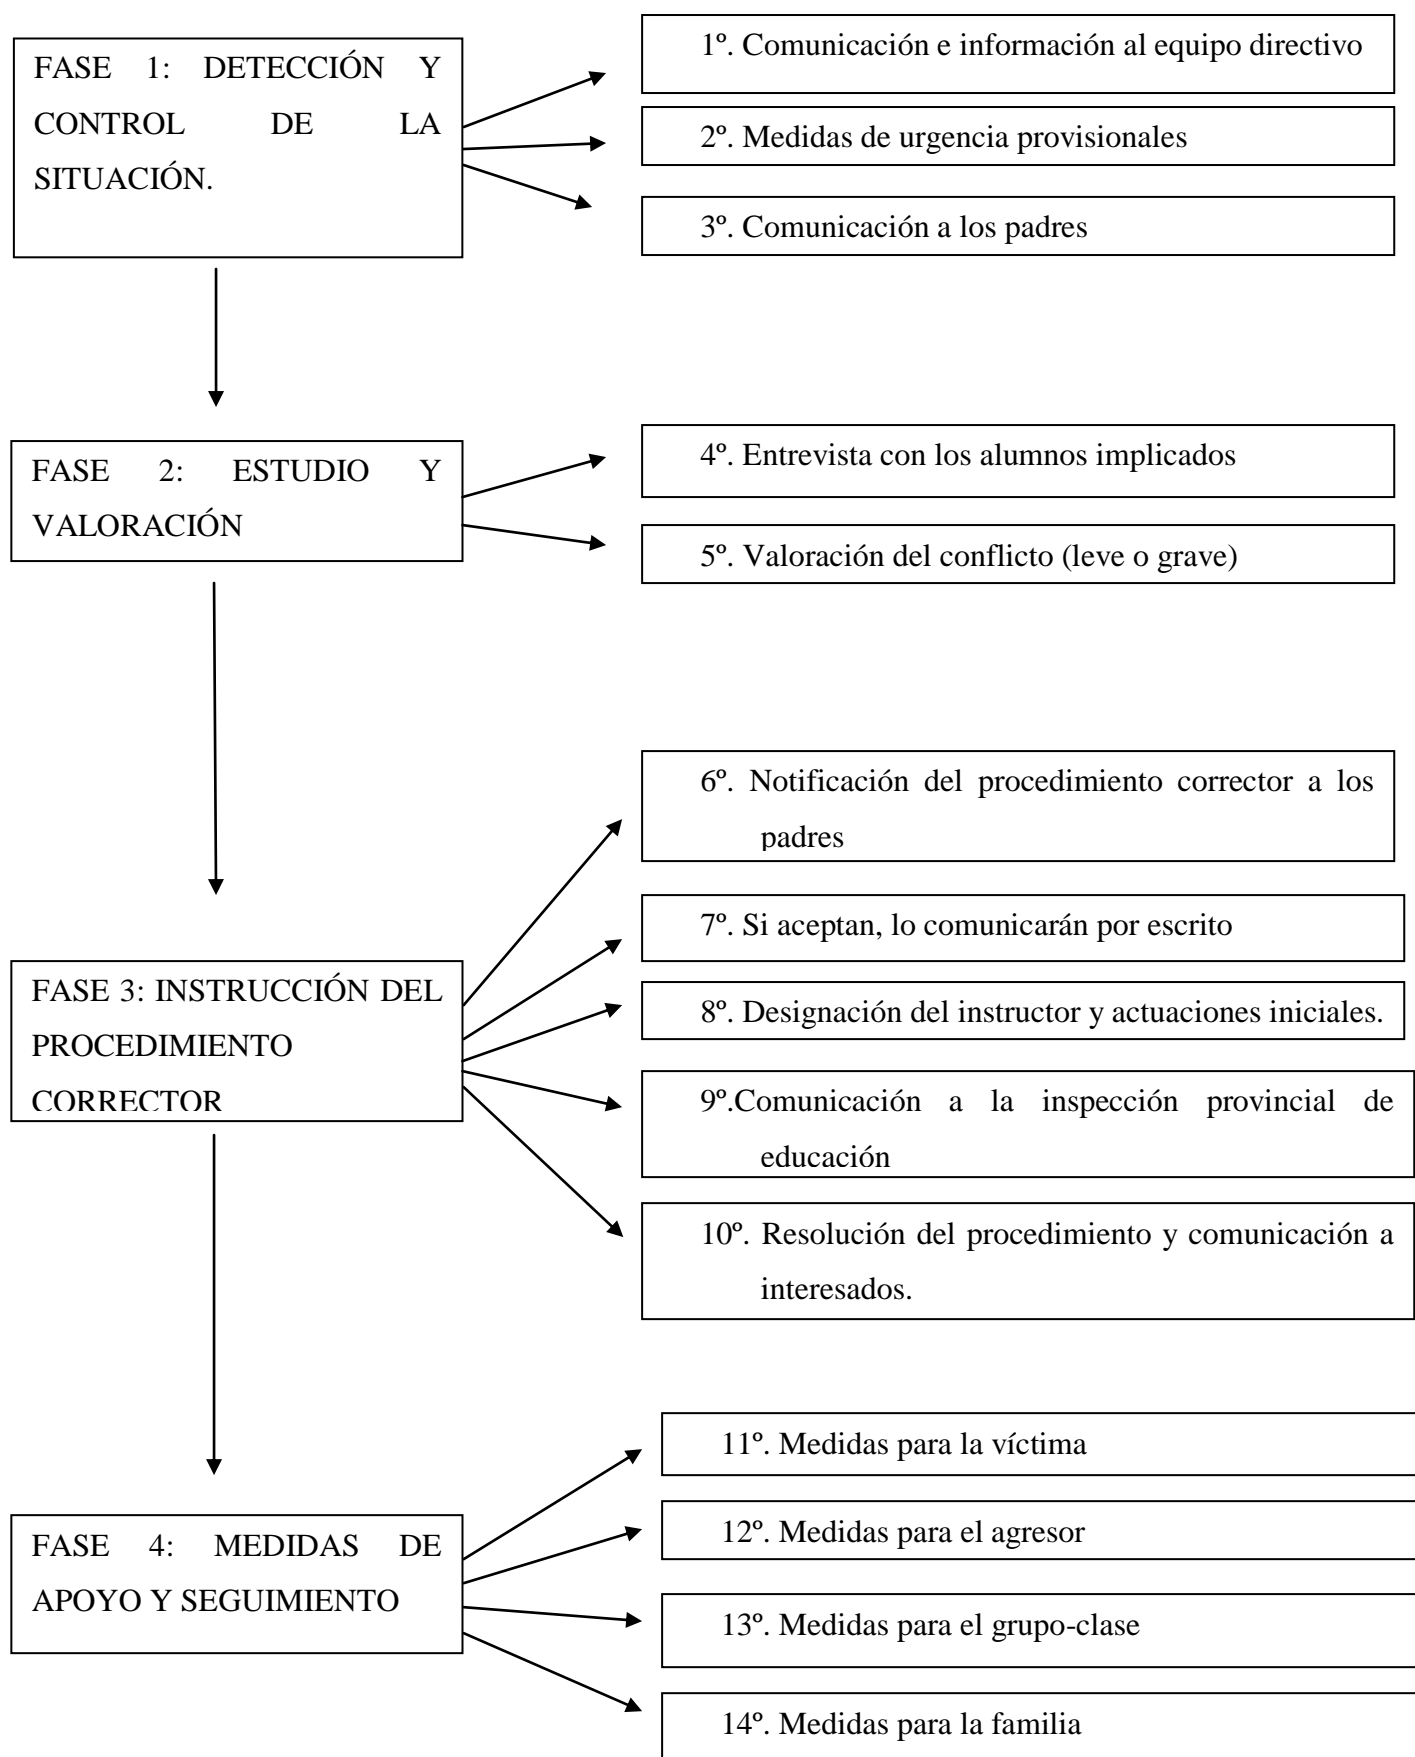 FASE 1: DETECCIÓN Y
CONTROL DE LA
SITUACIÓN.
1º. Comunicación e información al equipo directivo
2º. Medidas de urgencia provisionales
3º. Comunicación a los padres
FASE 2: ESTUDIO Y
VALORACIÓN
4º. Entrevista con los alumnos implicados
5º. Valoración del conflicto (leve o grave)
FASE 3: INSTRUCCIÓN DEL
PROCEDIMIENTO
CORRECTOR
6º. Notificación del procedimiento corrector a los
padres
7º. Si aceptan, lo comunicarán por escrito
8º. Designación del instructor y actuaciones iniciales.
9º.Comunicación a la inspección provincial de
educación
10º. Resolución del procedimiento y comunicación a
interesados.
FASE 4: MEDIDAS DE
APOYO Y SEGUIMIENTO
11º. Medidas para la víctima
12º. Medidas para el agresor
13º. Medidas para el grupo-clase
14º. Medidas para la familia